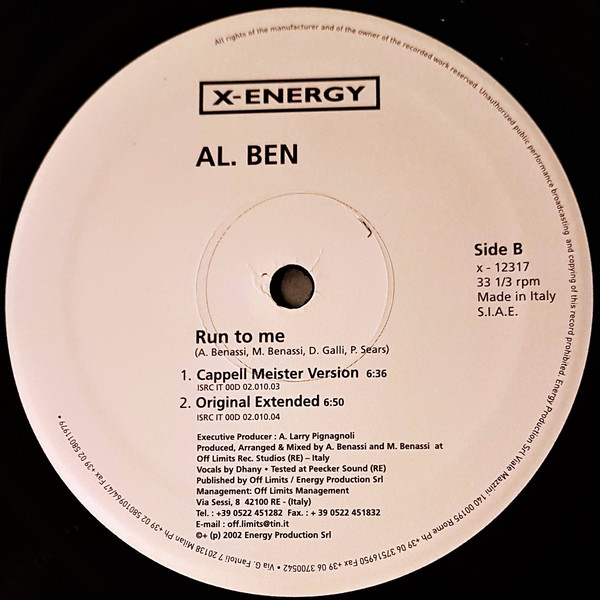 All rights of the manufacturer and of the owner of the recorded work reserved. Unauthorized public performance broadcasting and copying of this record prohibited. Energy Production Srl Viale Mazzini 140 00195 Rome Ph +39 06 37516950 Fax +39 06 3700542 • Via G. Fantoli 7 20138 Milan Ph +39 02 58010964/47 Fax +39 02 58011979 •
X-ENERGY
AL. BEN
Side B
x - 12317
33 1/3 rpm
Made in Italy
S.I.A.E.
Run to me
(A. Benassi, M. Benassi, D. Galli, P. Sears)
1. Cappell Meister Version 6:36
ISRC IT 00D 02.010.03
2. Original Extended 6:50
ISRC IT 00D 02.010.04
Executive Producer : A. Larry Pignagnoli
Produced, Arranged & Mixed by A. Benassi and M. Benassi at
Off Limits Rec. Studios (RE) – Italy
Vocals by Dhany • Tested at Peecker Sound (RE)
Published by Off Limits / Energy Production Srl
Management: Off Limits Management
Via Sessi, 8 42100 RE - (Italy)
Tel. : +39 0522 451282 Fax. : + 39 0522 451832
E-mail : off.limits@tin.it
©+ (p) 2002 Energy Production Srl